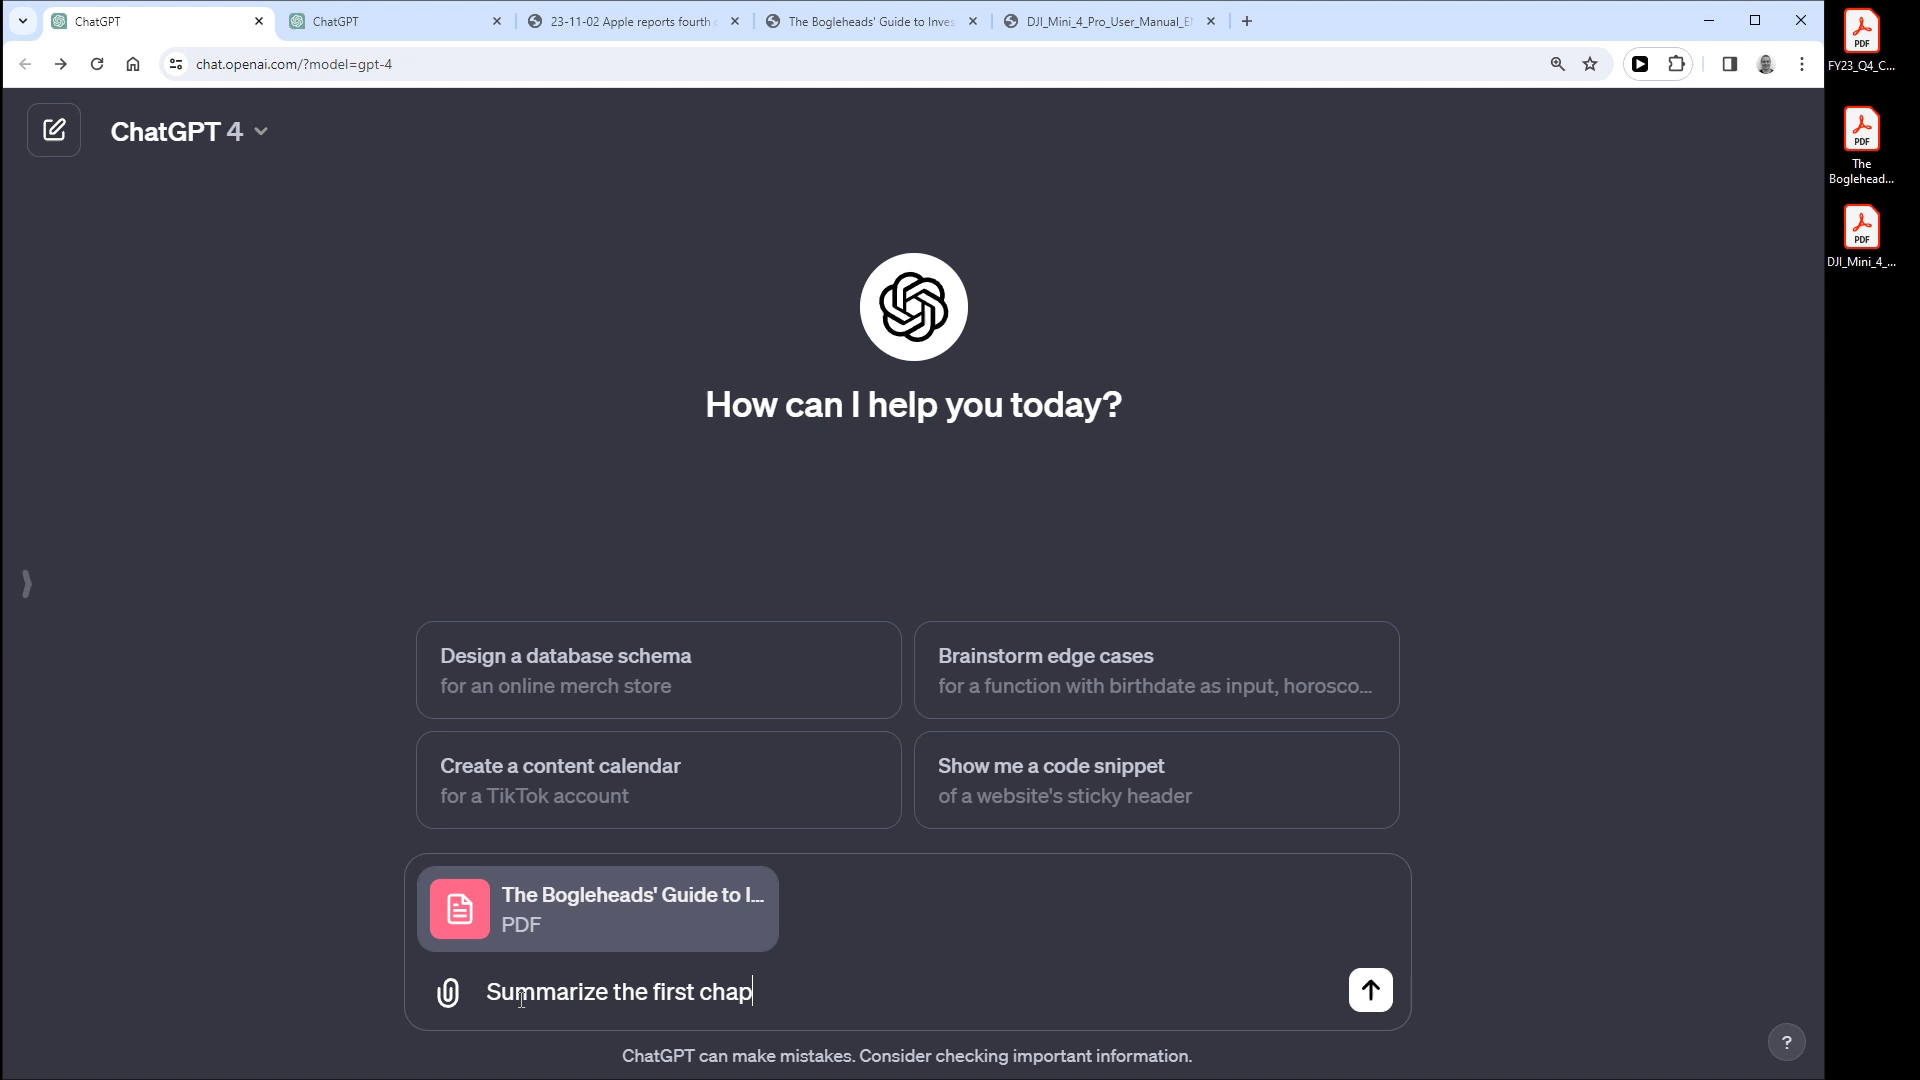 ChatGPT
ChatGPT
23-11-02 Apple reports fourth
The Bogleheads' Guide to Inves
DJI_Mini_4_Pro_User_Manual_E
chat.openai.com/?model=gpt-4
PDF
FY23_Q4_C...
PDF
The
Boglehead...
PDF
DJI_Mini_4_...
ChatGPT 4
How can I help you today?
Design a database schema
for an online merch store
Brainstorm edge cases
for a function with birthdate as input, horosco...
Create a content calendar
for a TikTok account
Show me a code snippet
of a website's sticky header
The Bogleheads' Guide to I...
PDF
Summarize the first chap
ChatGPT can make mistakes. Consider checking important information.
?